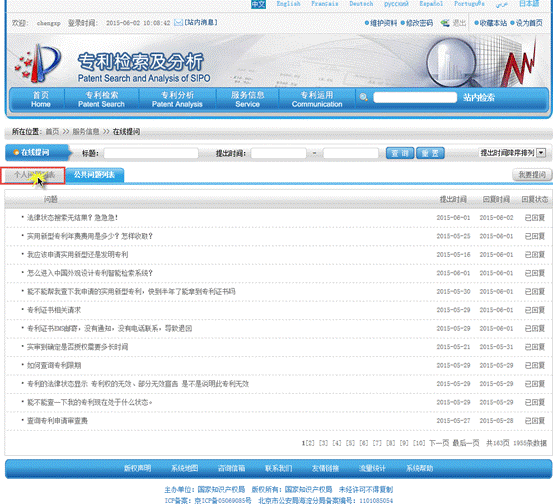 中文 English Français Deutsch русский Español Português عربي 日本語
欢迎: chengxp 登录时间: 2015-06-02 10:08:42 [站内消息] 维护资料 修改密码 退出 收藏本站 设为首页
专利检索及分析
Patent Search and Analysis of SIPO
首页 专利检索 专利分析 服务信息 专利运用 站内检索
Home Patent Search Patent Analysis Service Communication
所在位置: 首页 >> 服务信息 >> 在线提问
在线提问 标题: 提出时间: - 查询 重置 提出时间降序排列
公共问题列表 我要提问
问题 提出时间 回复时间 回复状态
法律状态搜索无结果?急急急! 2015-06-01 2015-06-02 已回复
实用新型专利年费费用是多少?怎样收取? 2015-05-25 2015-06-01 已回复
我应该申请实用新型还是发明专利 2015-05-16 2015-06-01 已回复
怎么进入中国外观设计专利智能检索系统? 2015-06-01 2015-06-01 已回复
能不能帮我查下我申请的实用新型专利,快到半年了能拿到专利证书吗 2015-05-30 2015-06-01 已回复
专利证书相关请求 2015-05-29 2015-06-01 已回复
专利证书EMS邮寄,没有通知,没有电话联系,导致退回 2015-05-29 2015-06-01 已回复
实审到确定是否授权需要多长时间 2015-05-21 2015-05-31 已回复
如何查询专利限期 2015-05-29 2015-05-29 已回复
专利的法律状态显示 专利权的无效、部分无效宣告 是不是说明此专利无效 2015-05-29 2015-05-29 已回复
能不能查一下我的专利现在处于什么状态。 2015-05-29 2015-05-29 已回复
查询专利申请审查费 2015-05-27 2015-05-28 已回复
1[2] [3] [4] [5] [6] [7] [8] [9] [10] 下一页 最后一页 共163页 1955条数据
版权声明 系统地图 咨询信箱 联系我们 友情链接 流量统计 系统帮助
主办单位: 国家知识产权局 版权所有: 国家知识产权局 未经许可不得复制
ICP备案: 京ICP备05069085号 北京市公安局海淀分局备案编号: 1101081054